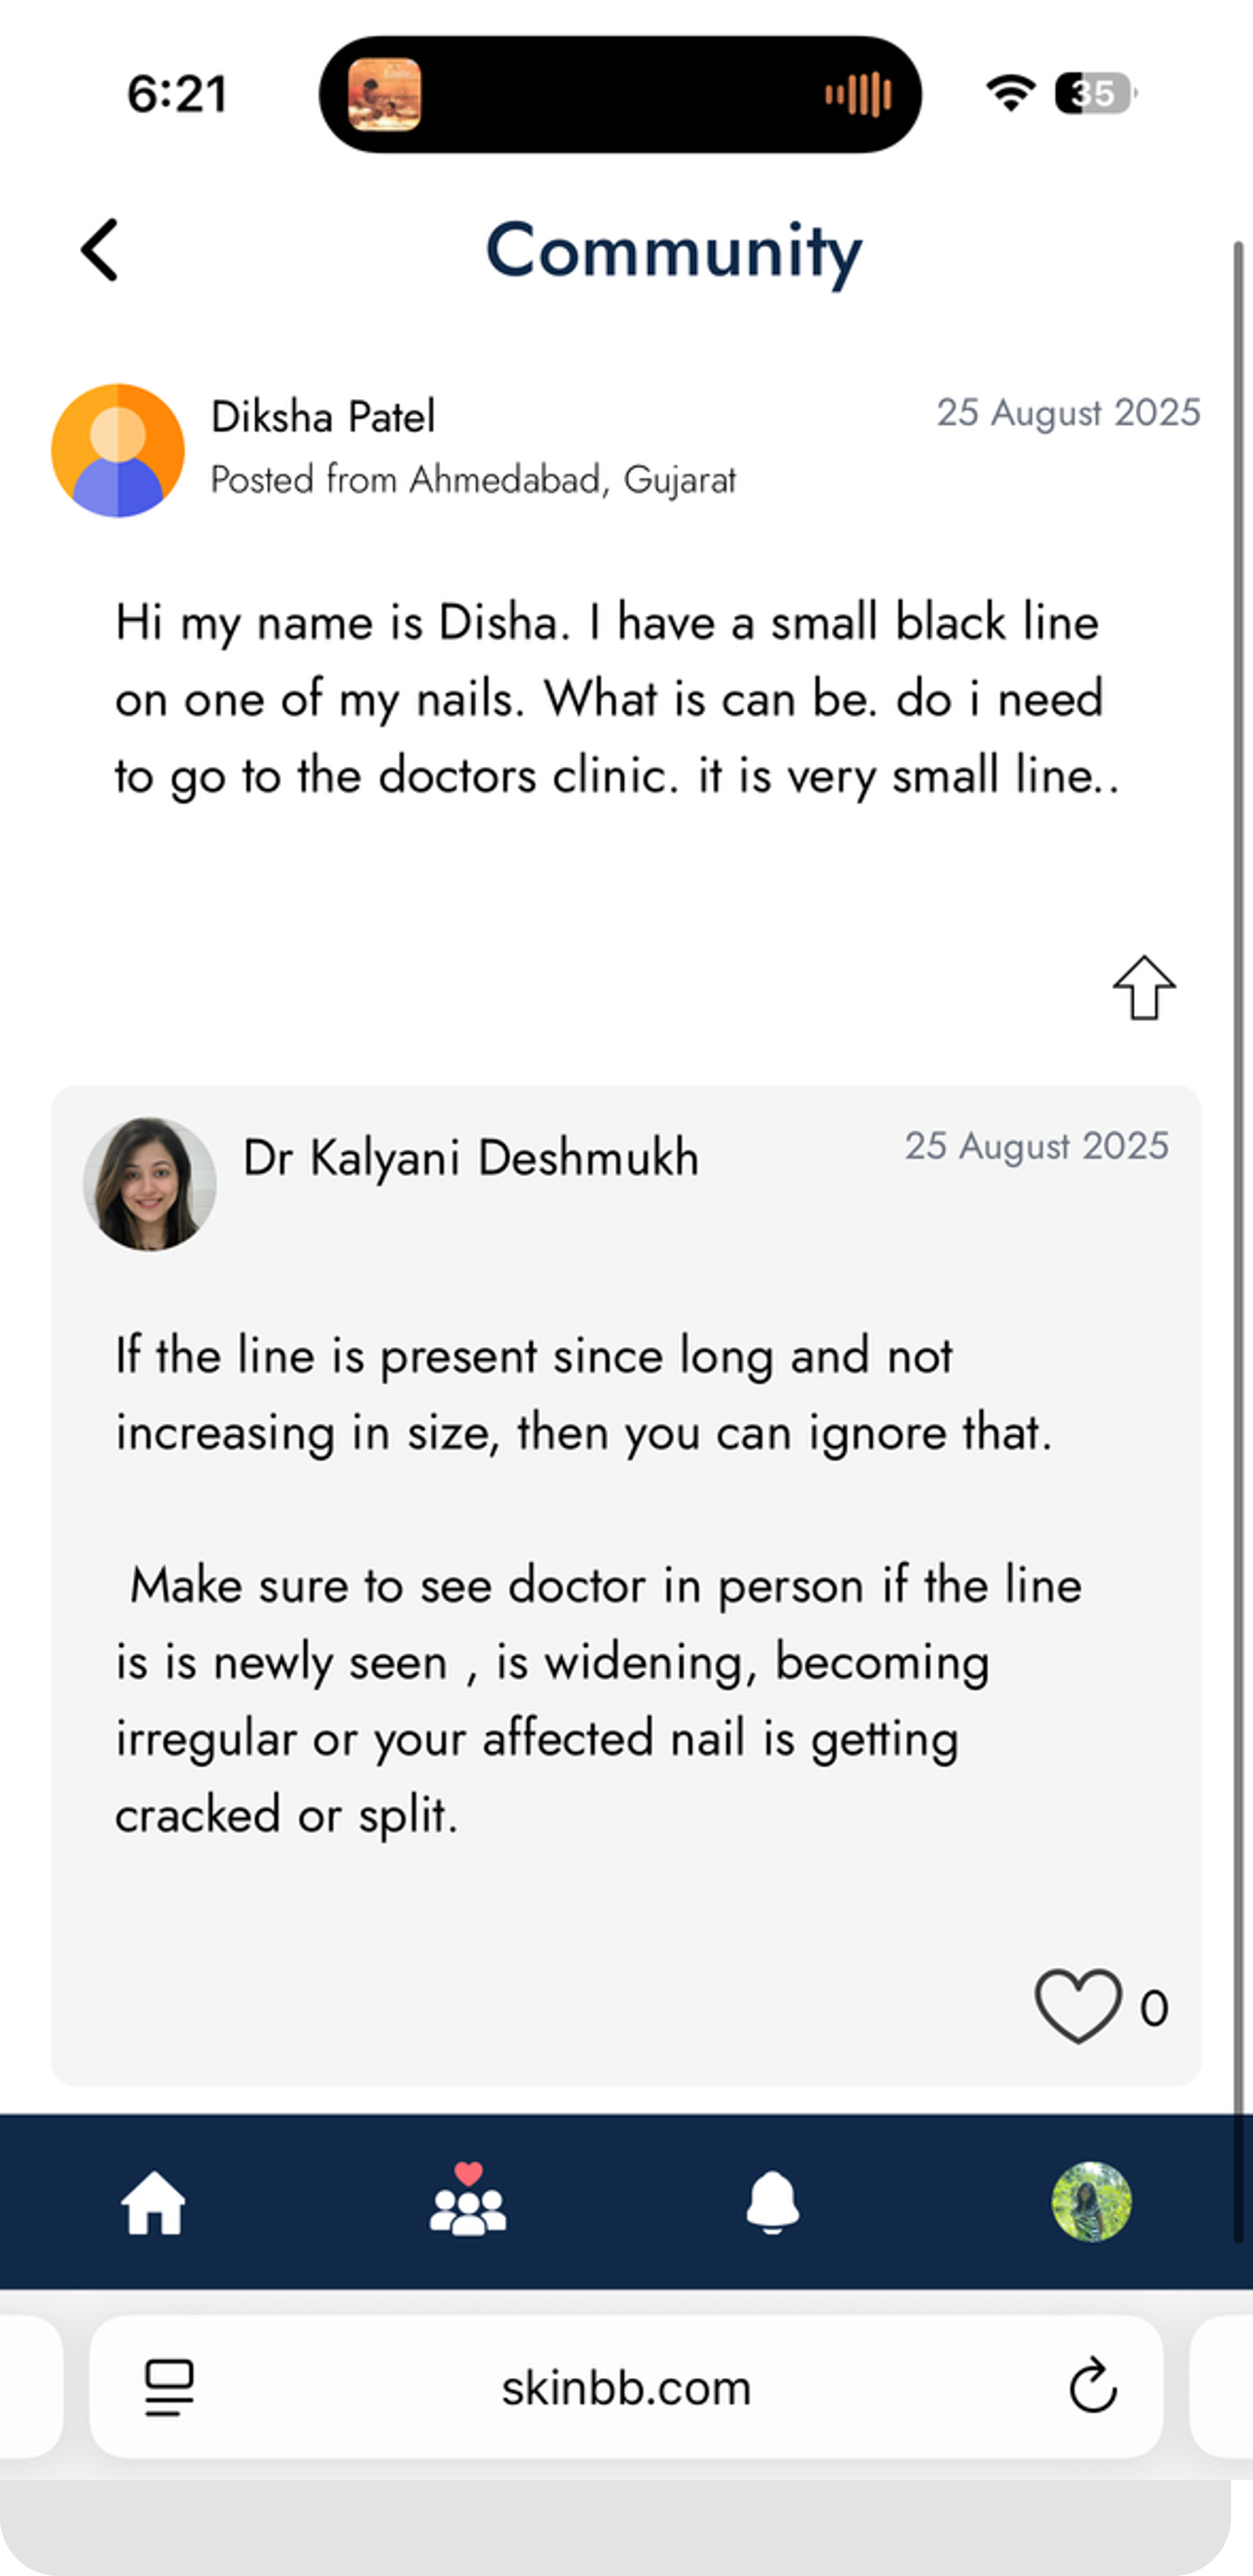 6:21
35
Community
Diksha Patel
25 August 2025
Posted from Ahmedabad, Gujarat
Hi my name is Disha. I have a small black line
on one of my nails. What is can be. do i need
to go to the doctors clinic. it is very small line..
Dr Kalyani Deshmukh
25 August 2025
If the line is present since long and not
increasing in size, then you can ignore that.
Make sure to see doctor in person if the line
is is newly seen , is widening, becoming
irregular or your affected nail is getting
cracked or split.
0
skinbb.com